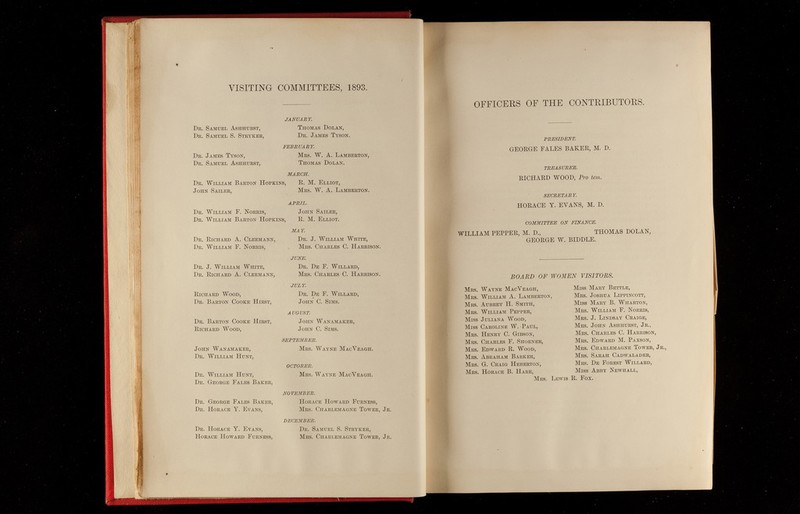 VISITING COMMITTEES, 1893.
JANUARY.
Dr. Samuel Ashhurst, Thomas Dolan,
Dr. Samuel S. Stryker, Dr. James Tyson.
FEBRUARY.
Dr. James Tyson, Mrs. W. A. Lamberton,
Dr. Samuel Ashhurst, Thomas Dolan.
MARCH.
Dr. William Barton Hopkins, R. M. Elliot,
John Sailer, Mrs. W. A. Lamberton.
APRIL.
Dr. William F. Norris, John Sailer,
Dr. William Barton Hopkins, R. M. Elliot.
MAY.
Dr. Richard A. Cleemann, Dr. J. William White,
Dr. William F. Norris, Mrs. Charles C. Harrison.
JUNE.
Dr. J. William White, Dr. De F. Willard,
Dr. Richard A. Cleemann, Mrs. Charles C. Harrison.
JULY.
Richard Wood, Dr. De F. Willard,
Dr. Barton Cooke Hirst, John C. Sims.
AUGUST.
Dr. Barton Cooke Hirst, John Wanamaker,
Richard Wood, John C. Sims.
SEPTEMBER.
John Wanamaker, Mrs. Wayne MacVeagh.
Dr. William Hunt,
OCTOBER.
Dr. William Hunt, Mrs. Wayne MacVeagh.
Dr. George Fales Baker,
NOVEMBER.
Dr. George Fales Baker, Horace Howard Furness,
Dr. Horace Y. Evans, Mrs. Charlemagne Tower, Jr.
DECEMBER.
Dr. Horace Y. Evans, Dr. Samuel S. Stryker,
Horace Howard Furness, Mrs. Charlemagne Tower, Jr.
OFFICERS OF THE CONTRIBUTORS.
PRESIDENT.
GEORGE FALES BAKER, M. D.
TREASURER.
RICHARD WOOD, Pro tem.
SECRETARY.
HORACE Y. EVANS, M. D.
COMMITTEE ON FINANCE.
WILLIAM PEPPER, M. D., THOMAS DOLAN,
GEORGE W. BIDDLE.
BOARD OF WOMEN VISITORS.
Mrs. Wayne MacVeagh, Miss Mary Bettle,
Mrs. William A. Lamberton, Mrs. Joshua Lippincott,
Mrs. Aubrey H. Smith, Miss Mary B. Wharton,
Mrs. William Pepper, Mrs. William F. Norris,
Miss Juliana Wood, Mrs. J. Lindsay Craige,
Miss Caroline W. Paul, Mrs. John Ashhurst, Jr.,
Mrs. Henry C. Gibson, Mrs. Charles C. Harrison,
Mrs. Charles F. Shoener, Mrs. Edward M. Paxson,
Mrs. Edward R. Wood, Mrs. Charlemagne Tower, Jr.,
Mrs. Abraham Barker, Mrs. Sarah Cadwalader,
Mrs. G. Craig Heberton, Mrs. De Forest Willard,
Mrs. Horace B. Hare, Miss Abby Newhall,
Mrs. Lewis R. Fox.